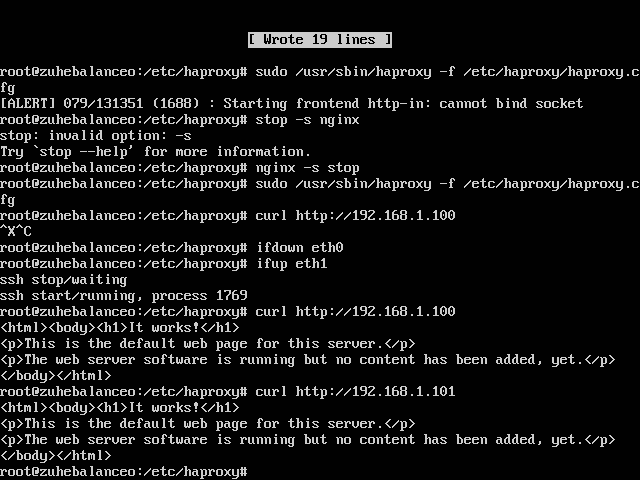 [ Wrote 19 lines ]
root@zuhebalanceo:/etc/haproxy# sudo /usr/sbin/haproxy -f /etc/haproxy/haproxy.c
fg
[ALERT] 079/131351 (1688) : Starting frontend http-in: cannot bind socket
root@zuhebalanceo:/etc/haproxy# stop -s nginx
stop: invalid option: -s
Try `stop --help' for more information.
root@zuhebalanceo:/etc/haproxy# nginx -s stop
root@zuhebalanceo:/etc/haproxy# sudo /usr/sbin/haproxy -f /etc/haproxy/haproxy.c
fg
root@zuhebalanceo:/etc/haproxy# curl http://192.168.1.100
^X^C
root@zuhebalanceo:/etc/haproxy# ifdown eth0
root@zuhebalanceo:/etc/haproxy# ifup eth1
ssh stop/waiting
ssh start/running, process 1769
root@zuhebalanceo:/etc/haproxy# curl http://192.168.1.100
<html><body><h1>It works!</h1>
<p>This is the default web page for this server.</p>
<p>The web server software is running but no content has been added, yet.</p>
</body></html>
root@zuhebalanceo:/etc/haproxy# curl http://192.168.1.101
<html><body><h1>It works!</h1>
<p>This is the default web page for this server.</p>
<p>The web server software is running but no content has been added, yet.</p>
</body></html>
root@zuhebalanceo:/etc/haproxy#